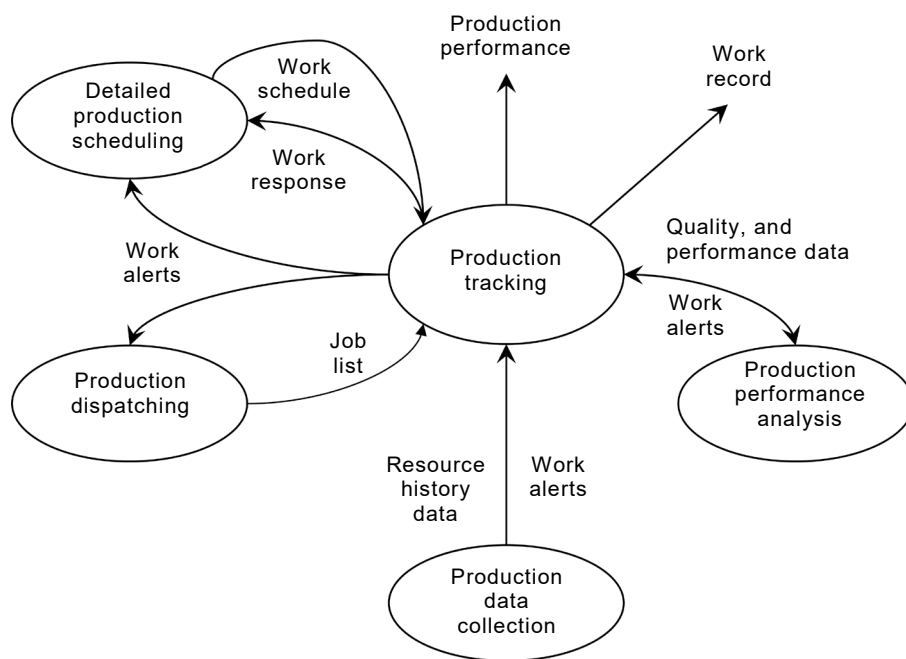 Production
performance
Work
record
Work
schedule
Detailed
production
scheduling
Work
response
Quality, and
performance data
Work
alerts
Production
tracking
Work
alerts
Job
list
Production
dispatching
Production
performance
analysis
Resource
history
data
Work
alerts
Production
data
collection